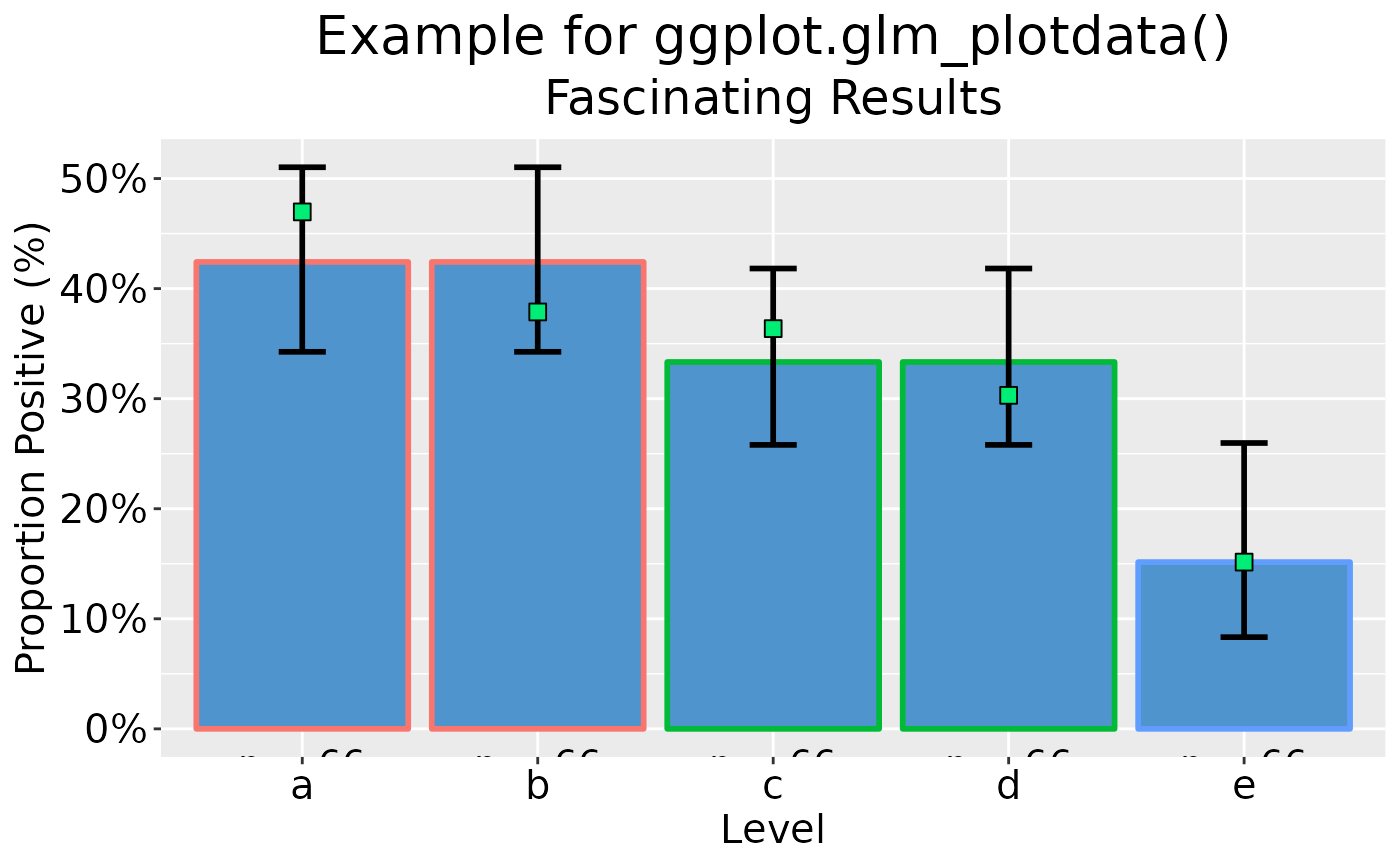 Example for ggplot.glm_plotdata()
Fascinating Results
Proportion Positive (%)
50%
40%
30%
20%
10%
0%
a b c d e
Level